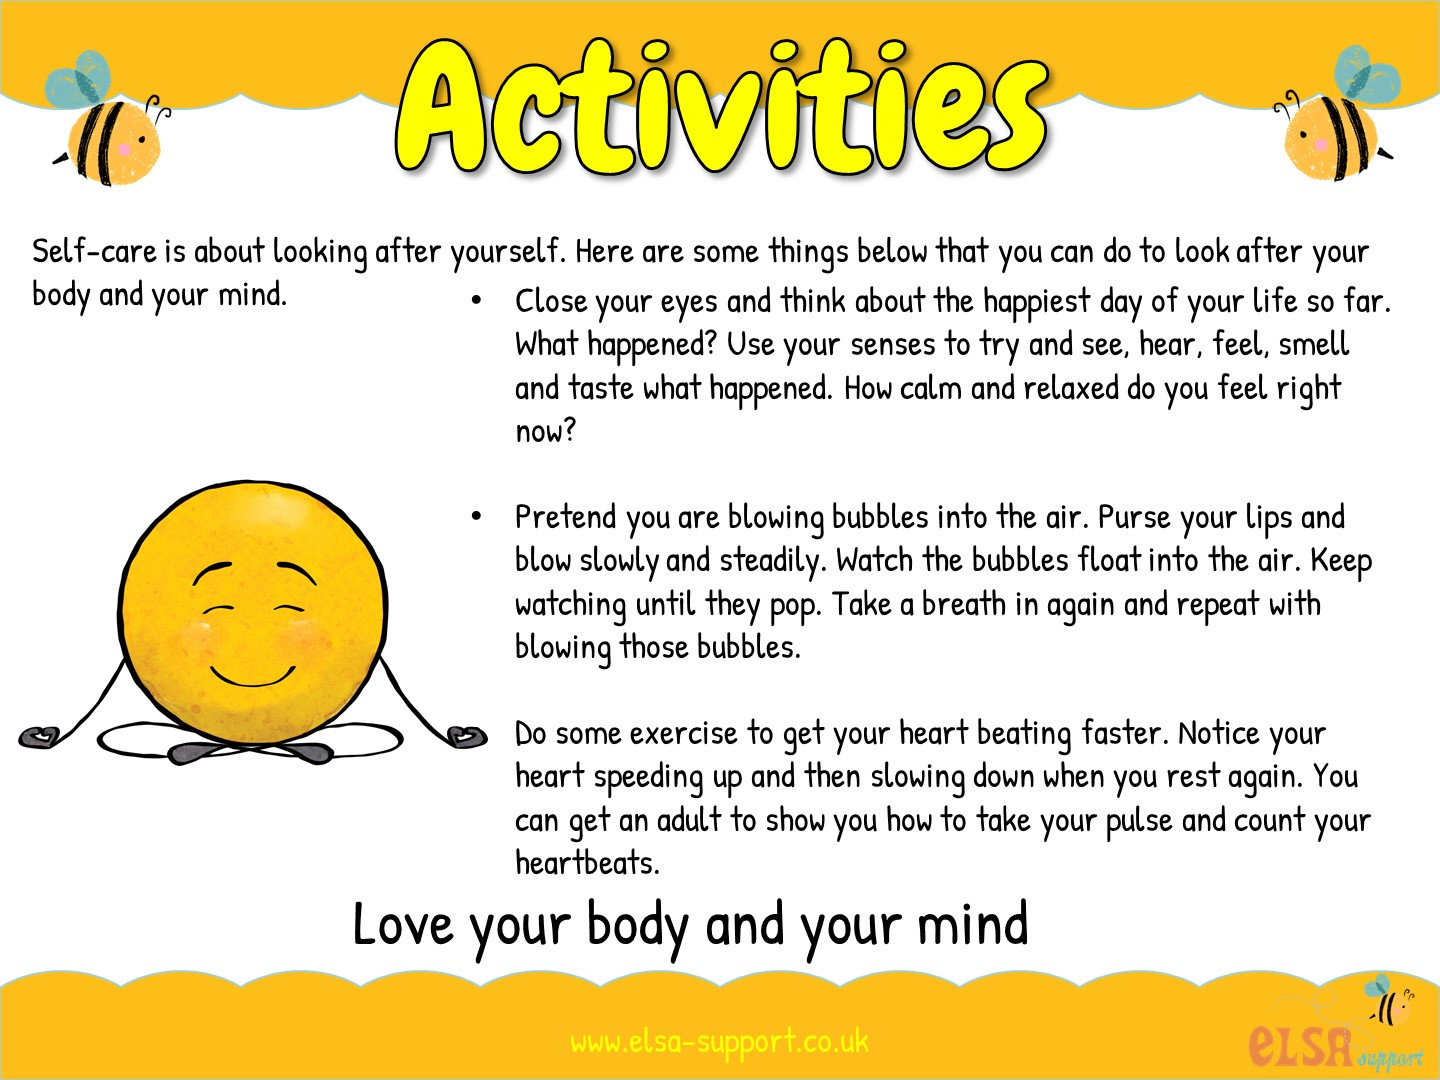 Activities
Self-care is about looking after yourself. Here are some things below that you can do to look after your
body and your mind.
• Close your eyes and think about the happiest day of your life so far.
What happened? Use your senses to try and see, hear, feel, smell
and taste what happened. How calm and relaxed do you feel right
now?
• Pretend you are blowing bubbles into the air. Purse your lips and
blow slowly and steadily. Watch the bubbles float into the air. Keep
watching until they pop. Take a breath in again and repeat with
blowing those bubbles.
Do some exercise to get your heart beating faster. Notice your
heart speeding up and then slowing down when you rest again. You
can get an adult to show you how to take your pulse and count your
heartbeats.
Love your body and your mind
www.elsa-support.co.uk
ELSA support